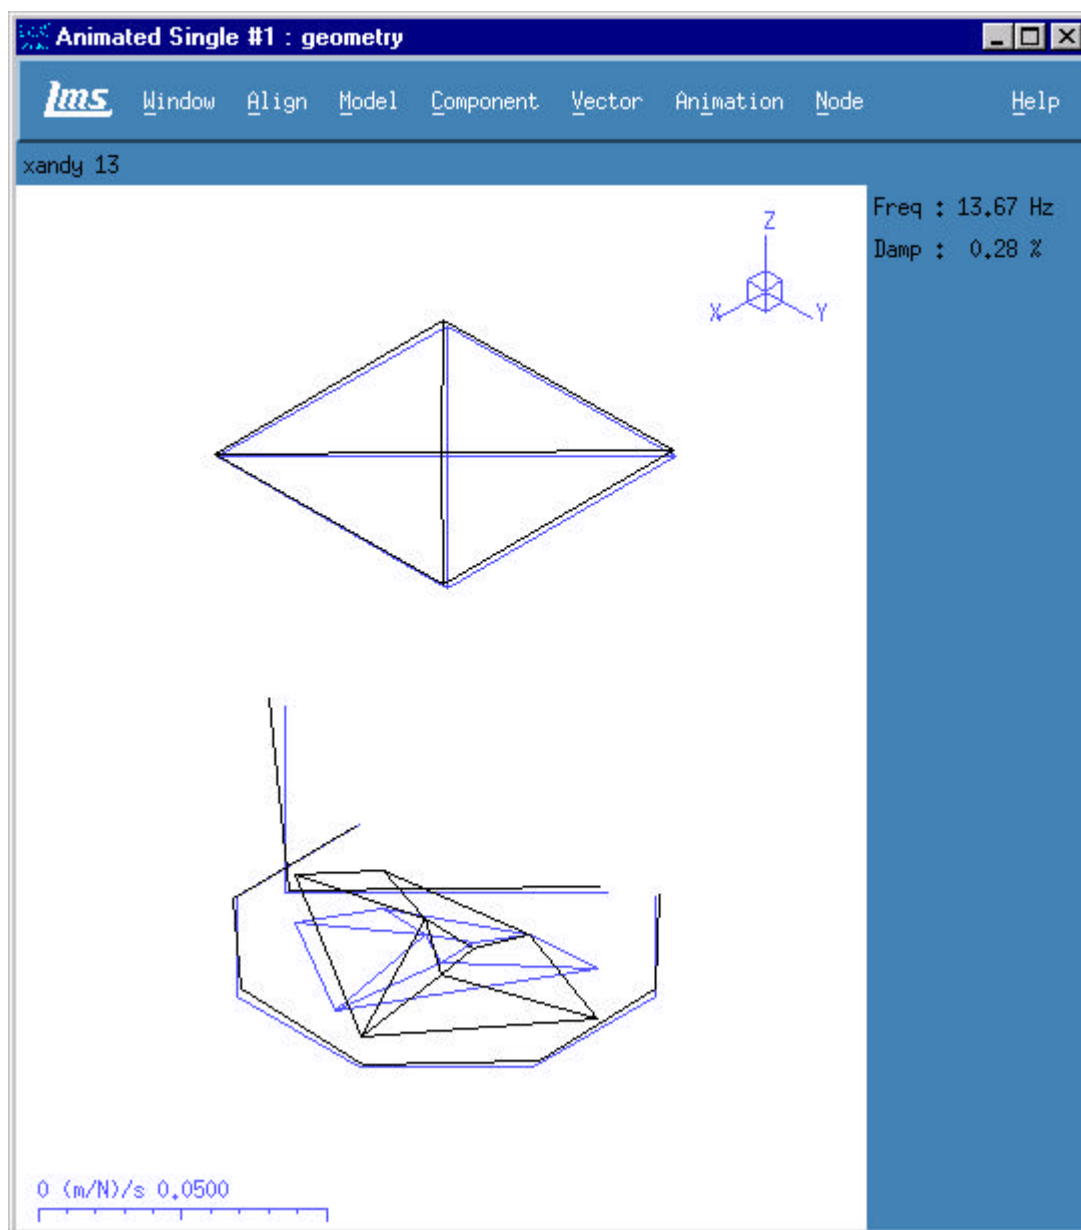 Animated Single #1 : geometry
lms Window Align Model Component Vector Animation Node Help
xandy 13
Freq : 13.67 Hz
Damp : 0.28 %
Z
X
Y
0 (m/N)/s 0.0500